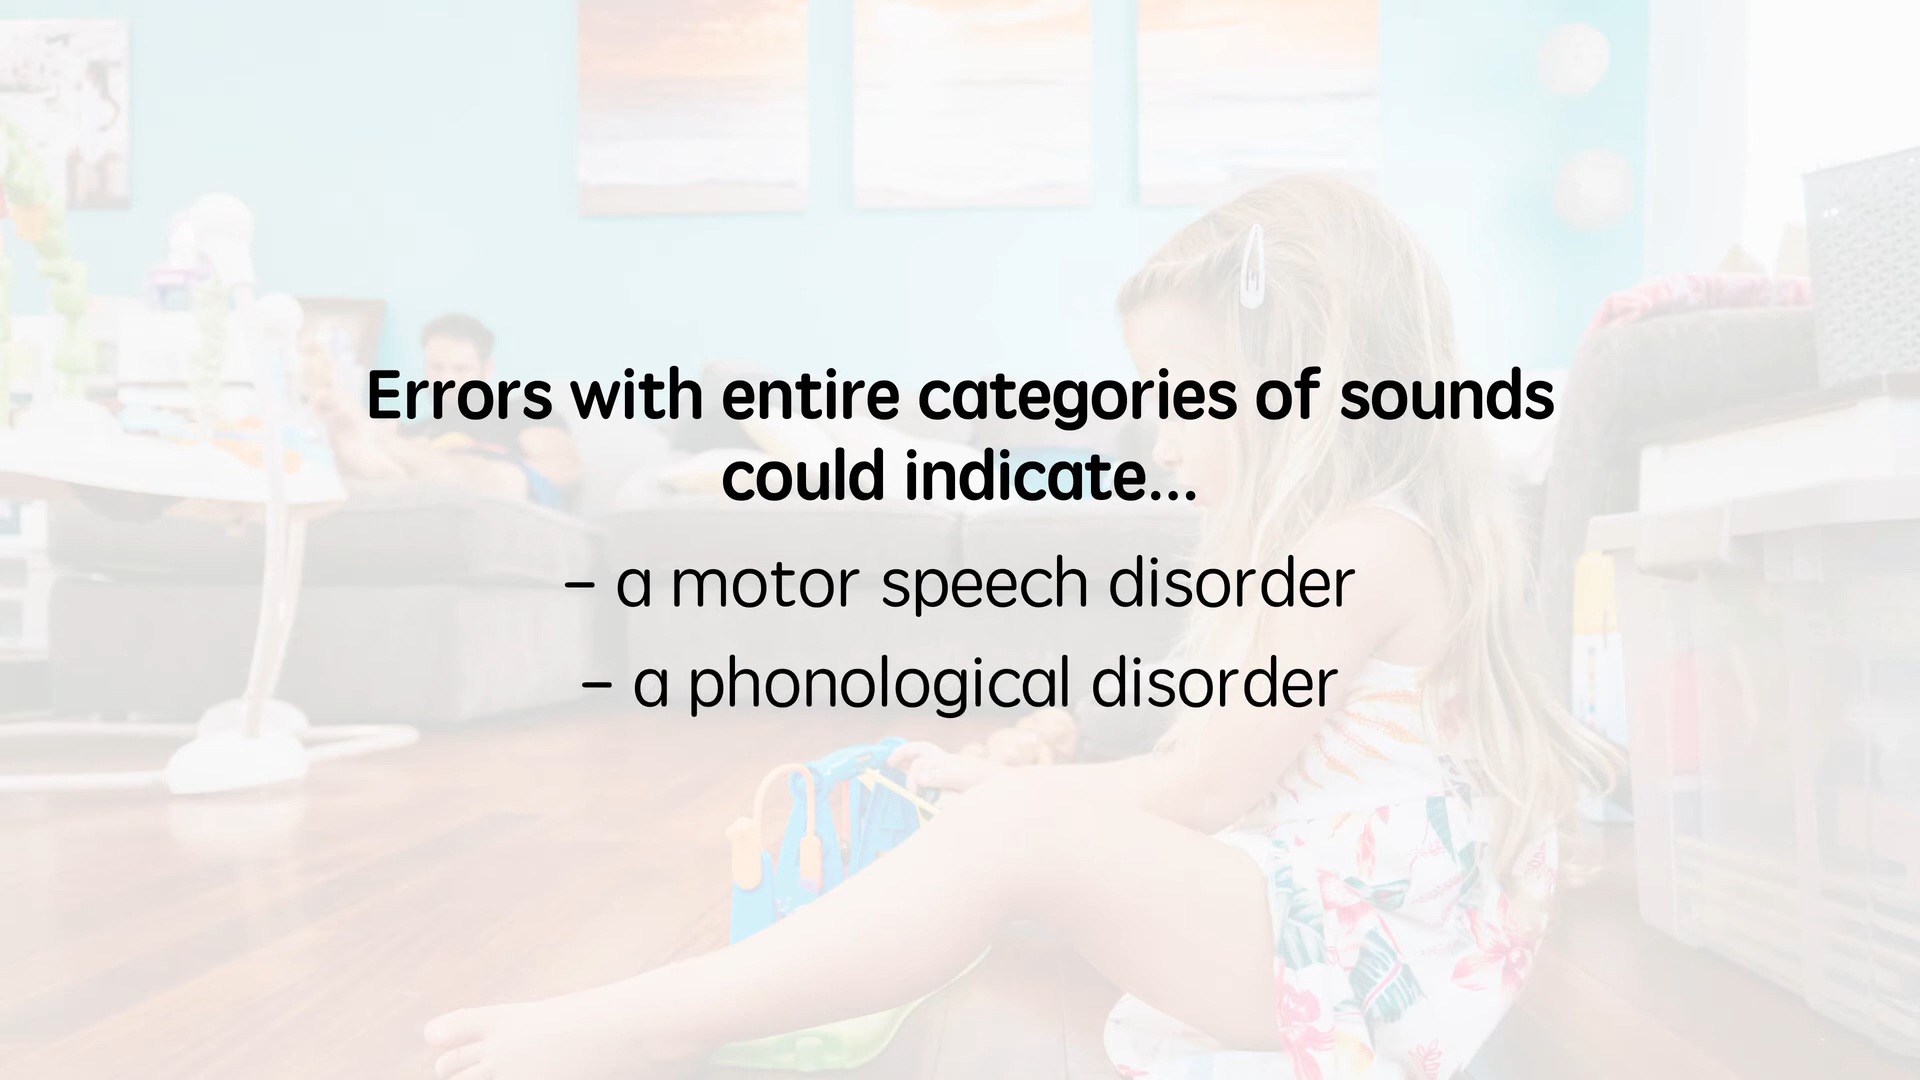 Errors with entire categories of sounds
could indicate...
– a motor speech disorder
– a phonological disorder